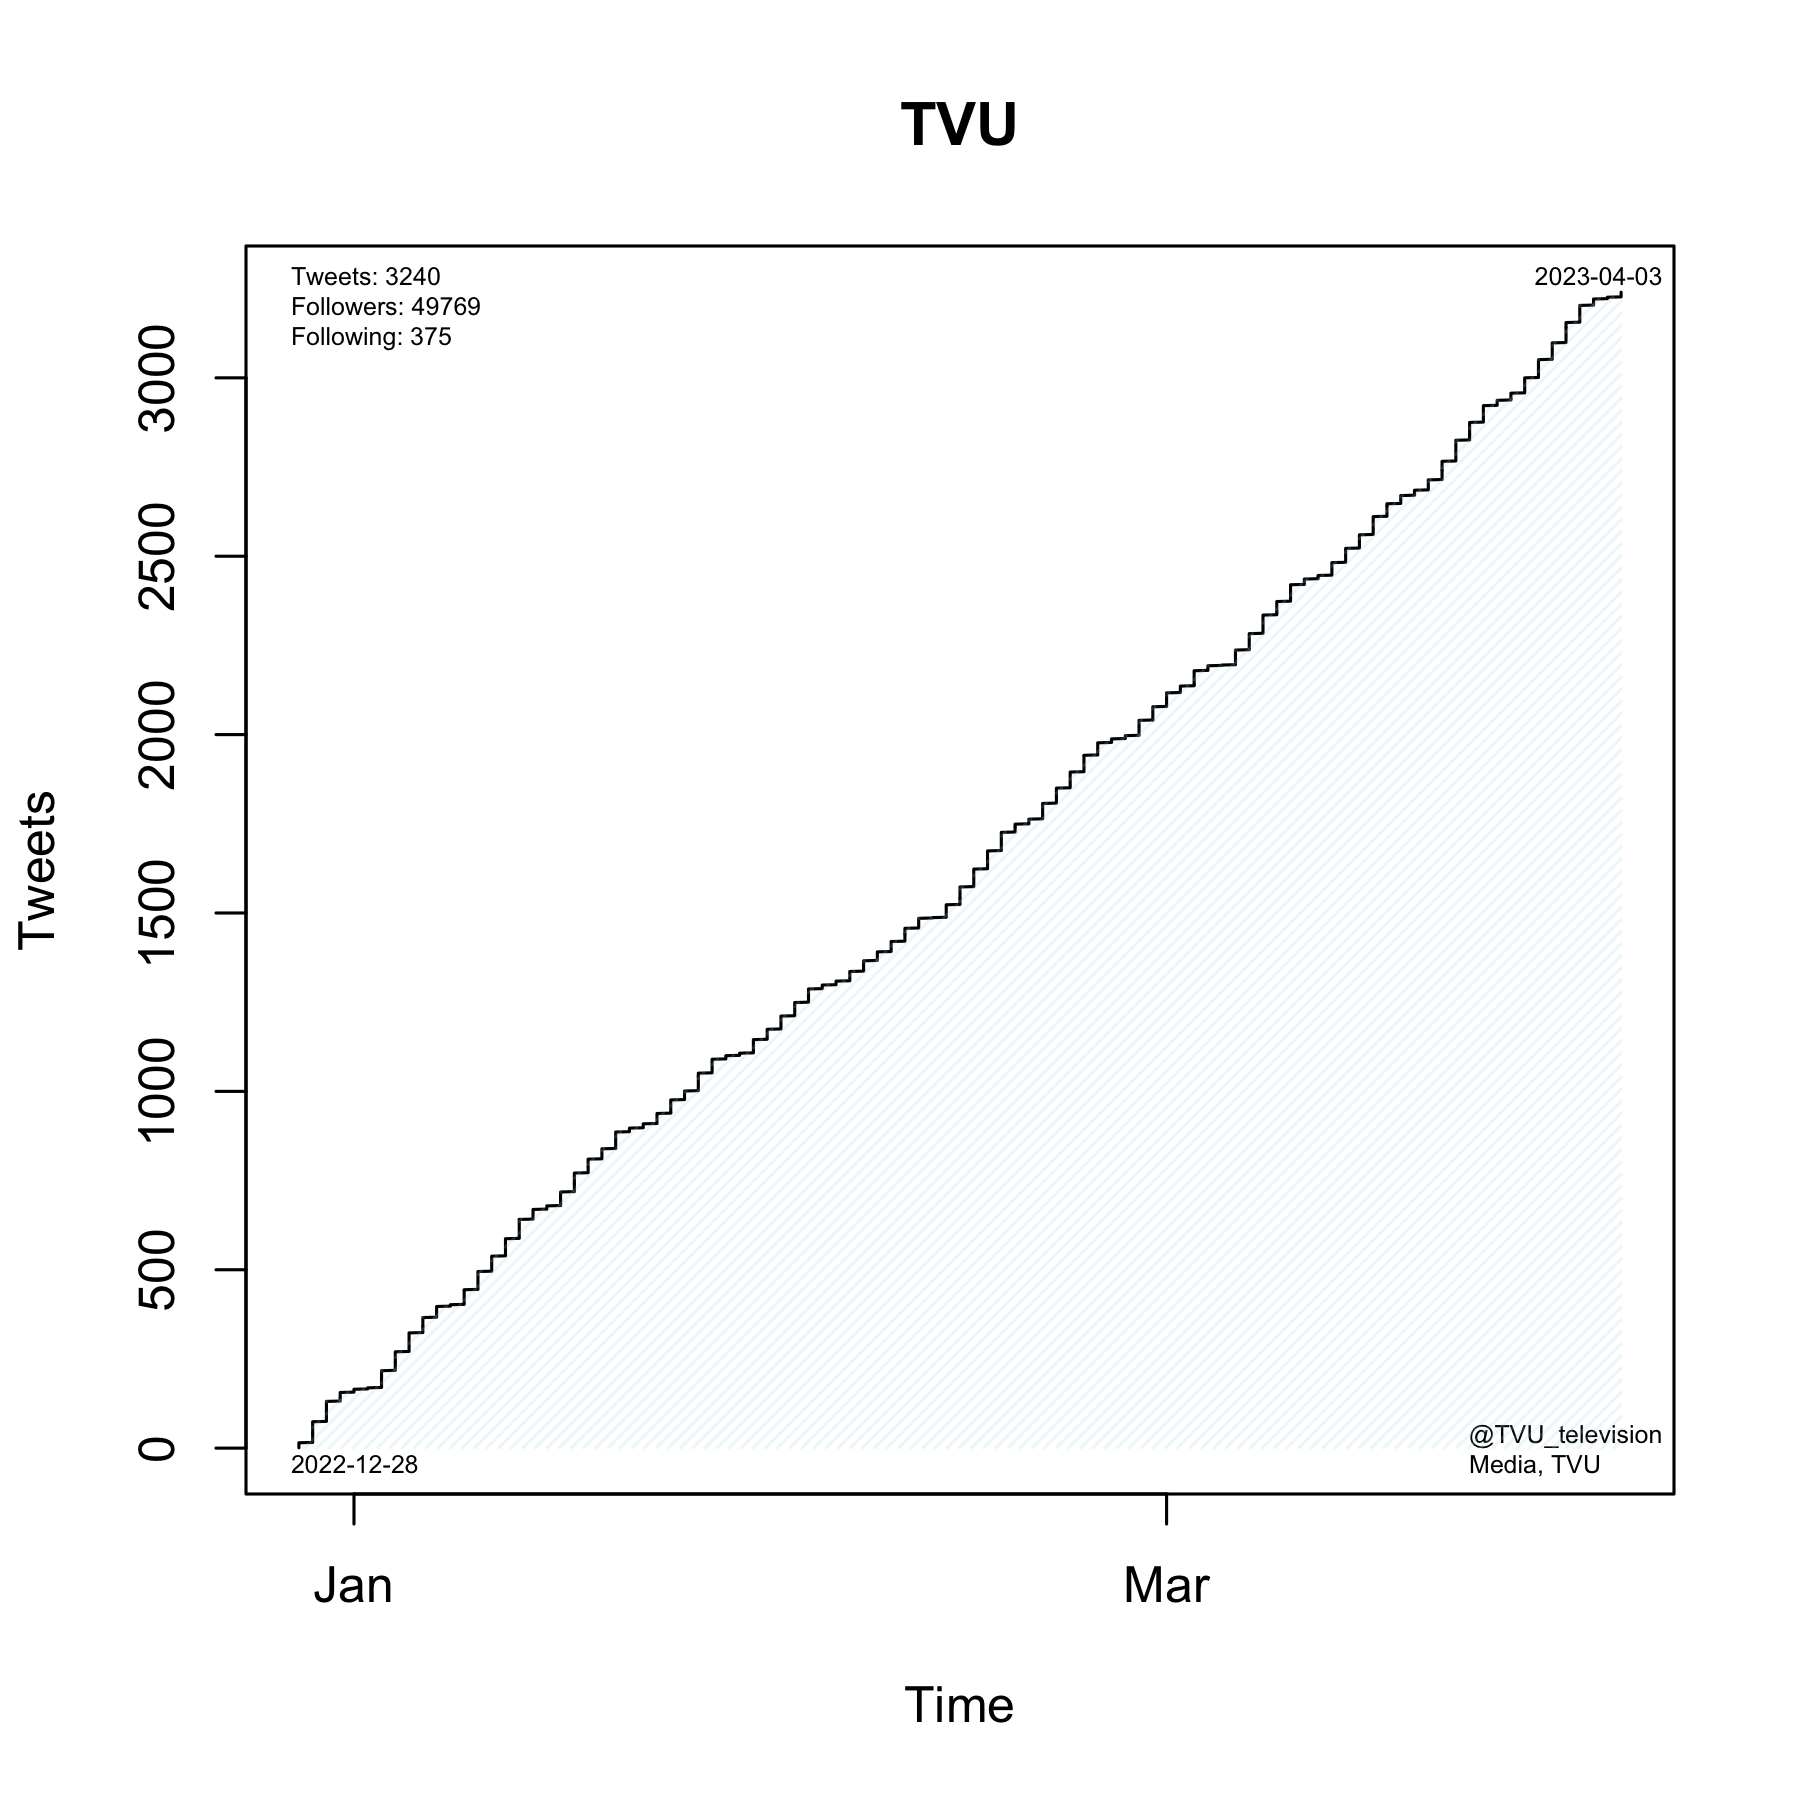 TVU
Tweets: 3240
Followers: 49769
Following: 375
2023-04-03
3000
2500
2000
1500
1000
500
0
Tweets
@TVU_television
Media, TVU
2022-12-28
Jan
Mar
Time